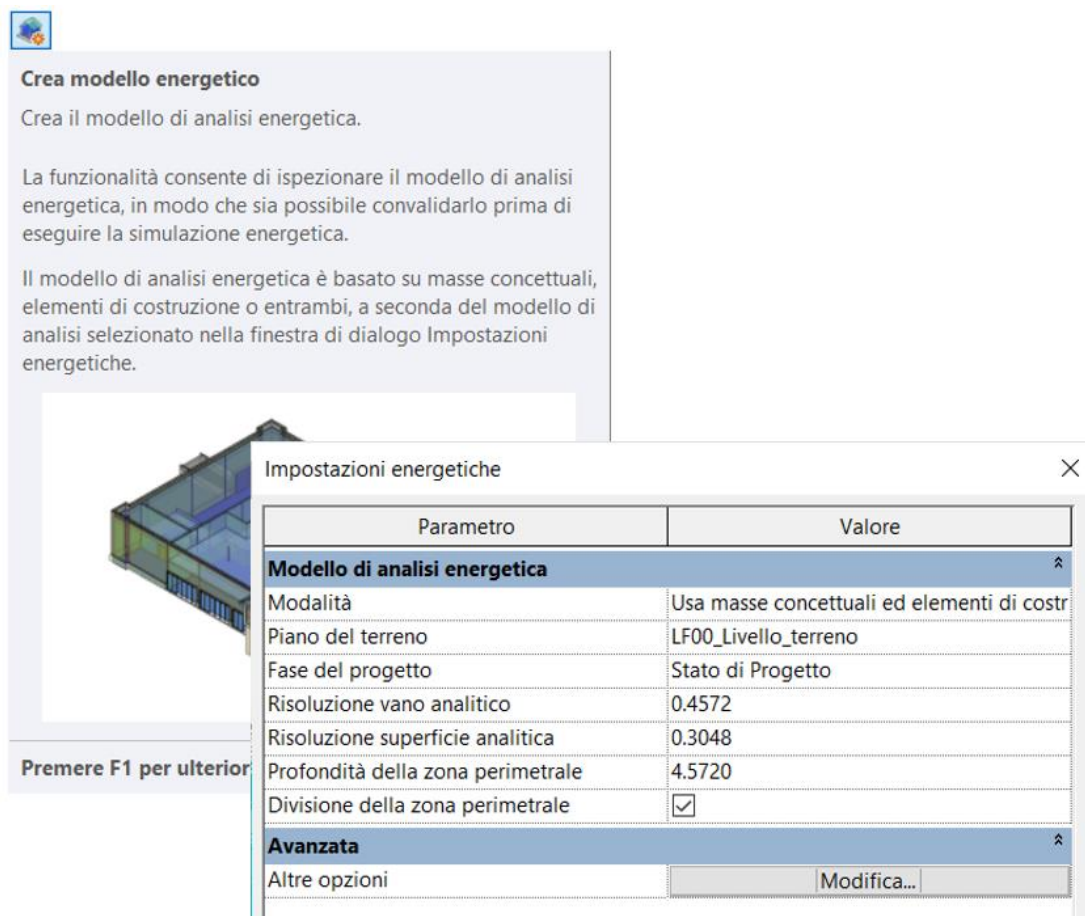 Crea modello energetico
Crea il modello di analisi energetica.
La funzionalità consente di ispezionare il modello di analisi
energetica, in modo che sia possibile convalidarlo prima di
eseguire la simulazione energetica.
Il modello di analisi energetica è basato su masse concettuali,
elementi di costruzione o entrambi, a seconda del modello di
analisi selezionato nella finestra di dialogo Impostazioni
energetiche.
Premere F1 per ulterior
Impostazioni energetiche
Parametro Valore
Modello di analisi energetica
Modalità Usa masse concettuali ed elementi di costr
Piano del terreno LF00_Livello_terreno
Fase del progetto Stato di Progetto
Risoluzione vano analitico 0.4572
Risoluzione superficie analitica 0.3048
Profondità della zona perimetrale 4.5720
Divisione della zona perimetrale
Avanzata
Altre opzioni Modifica...